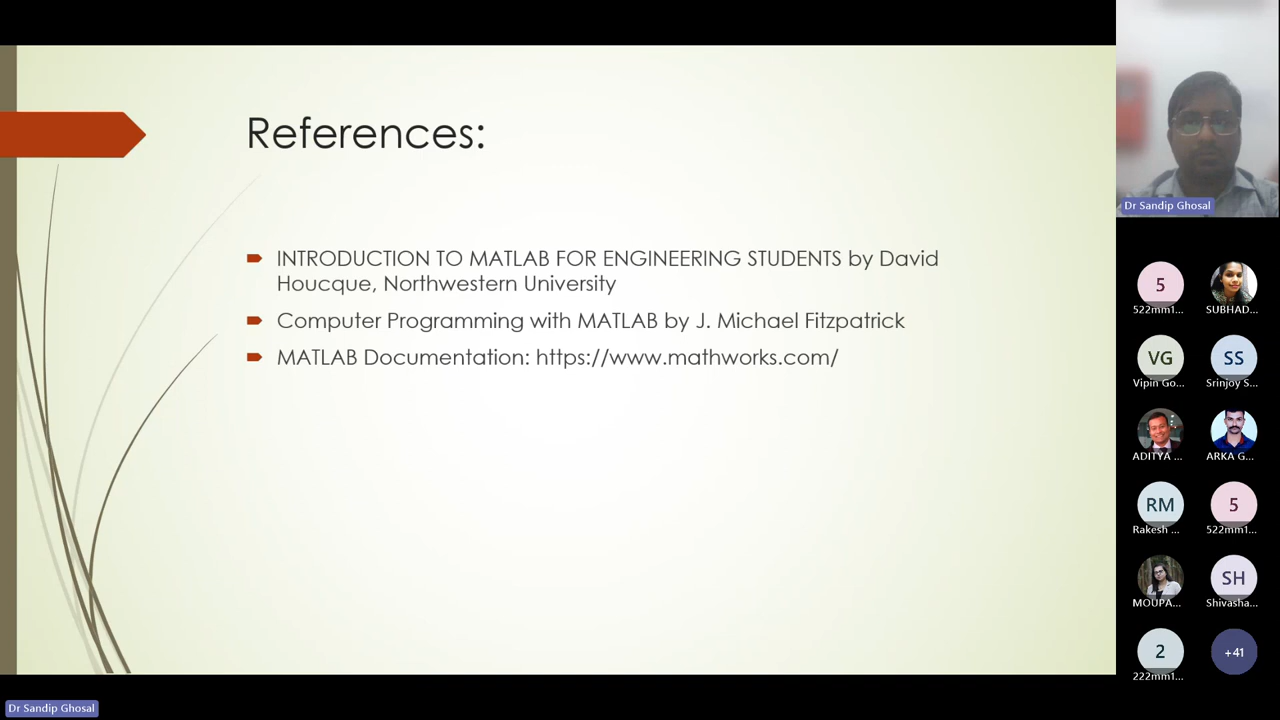 References:
INTRODUCTION TO MATLAB FOR ENGINEERING STUDENTS by David
Houcque, Northwestern University
Computer Programming with MATLAB by J. Michael Fitzpatrick
MATLAB Documentation: https://www.mathworks.com/
Dr Sandip Ghosal
5
522mm1...
SUBHAD...
VG
Vipin Go...
SS
Srinjoy S...
ADITYA ...
ARKA G...
RM
Rakesh ...
5
522mm1...
MOUPA...
SH
Shivasha...
2
222mm1...
+41
Dr Sandip Ghosal